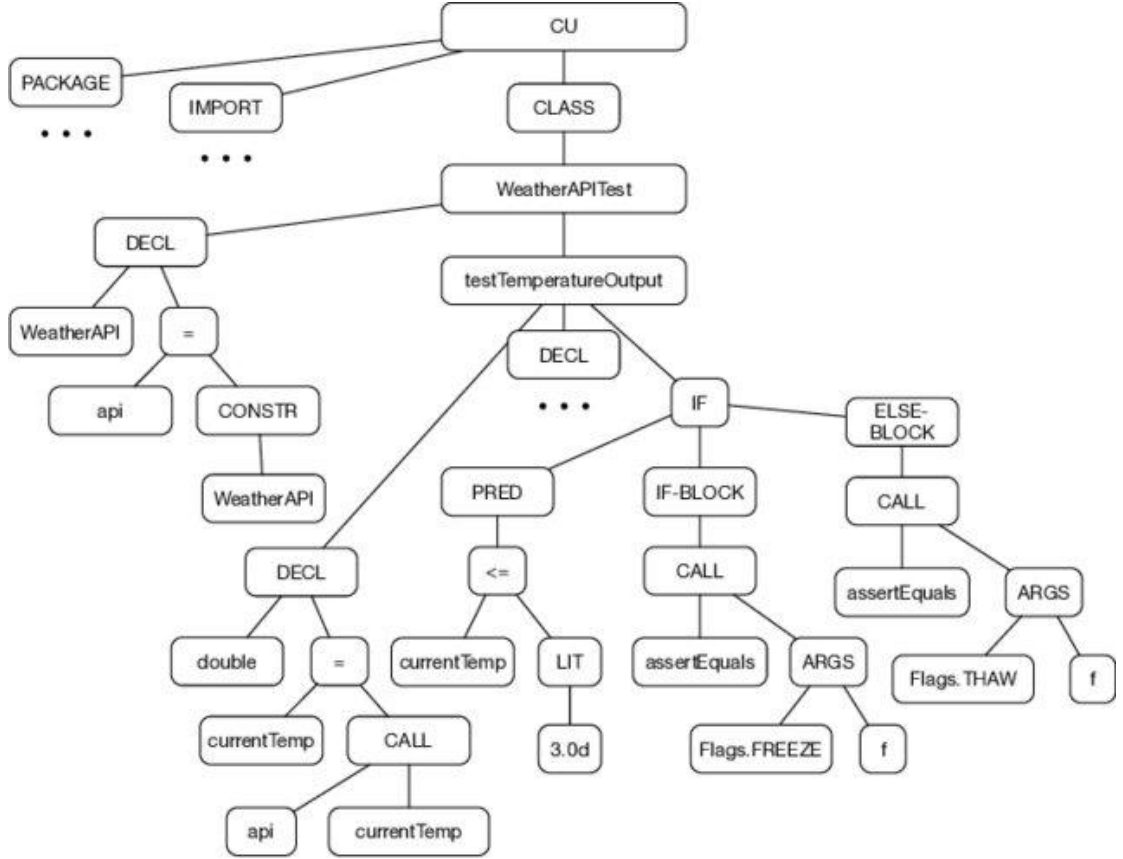 CU
PACKAGE
IMPORT
CLASS
• • •
• • •
WeatherAPITest
DECL
testTemperatureOutput
WeatherAPI
=
DECL
• • •
api
CONSTR
IF
ELSE-
BLOCK
WeatherAPI
PRED
IF-BLOCK
CALL
DECL
<=
CALL
assertEquals
ARGS
double
=
currentTemp
LIT
assertEquals
ARGS
Flags.THAW
f
currentTemp
CALL
3.0d
Flags.FREEZE
f
api
currentTemp